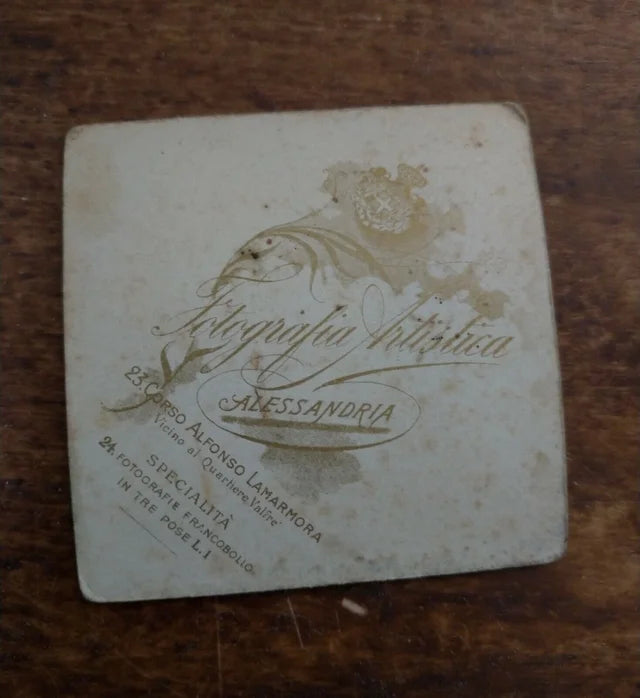 Fotografia Artistica
ALESSANDRIA
23, CORSO ALFONSO LAMARMORA
Vicino al Quartiere Valfrè
SPECIALITÀ
24, FOTOGRAFIE FRANCOBOLLO
IN TRE POSE L. 1